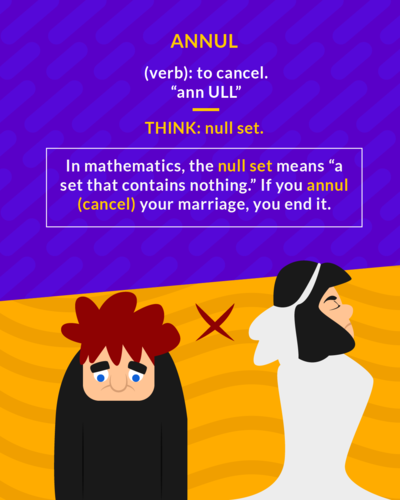 ANNUL
(verb): to cancel.
“ann ULL”
THINK: null set.
In mathematics, the null set means “a
set that contains nothing.” If you annul
(cancel) your marriage, you end it.